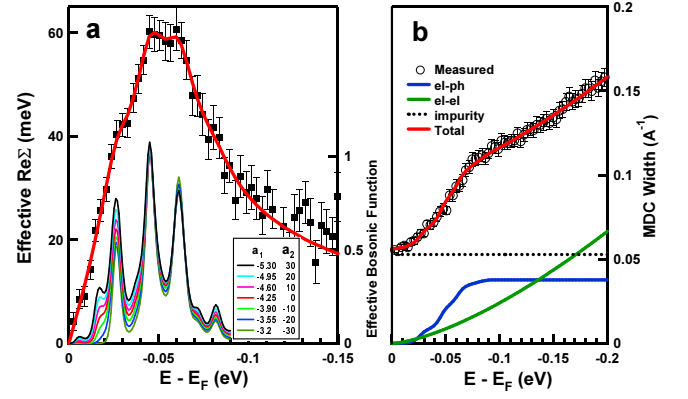 a
Effective ReΣ (meV)
60
40
20
0
1
0.5
0
Effective Bosonic Function
a1 a2
-5.30 30
-4.95 20
-4.60 10
-4.25 0
-3.90 -10
-3.55 -20
-3.2 -30
0 -0.05 -0.1 -0.15
E - EF (eV)
b
Measured
el-ph
el-el
impurity
Total
0.2
0.15
0.1
0.05
0
MDC Width (A-1)
0 -0.05 -0.1 -0.15 -0.2
E - EF (eV)